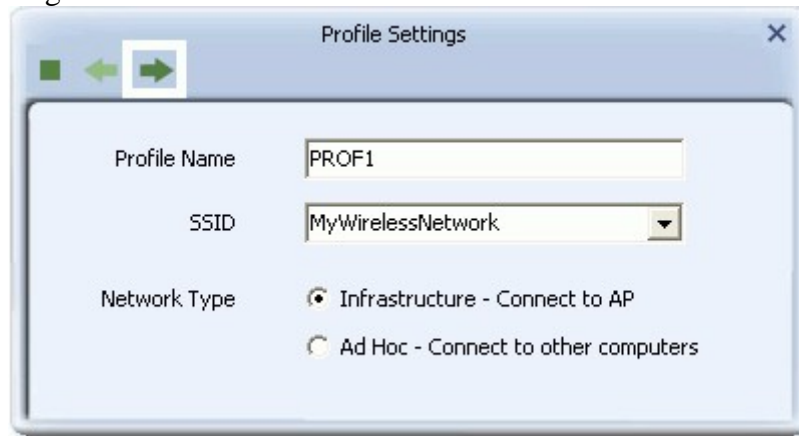 Profile Settings
Profile Name PROF1
SSID MyWirelessNetwork
Network Type Infrastructure - Connect to AP
Ad Hoc - Connect to other computers